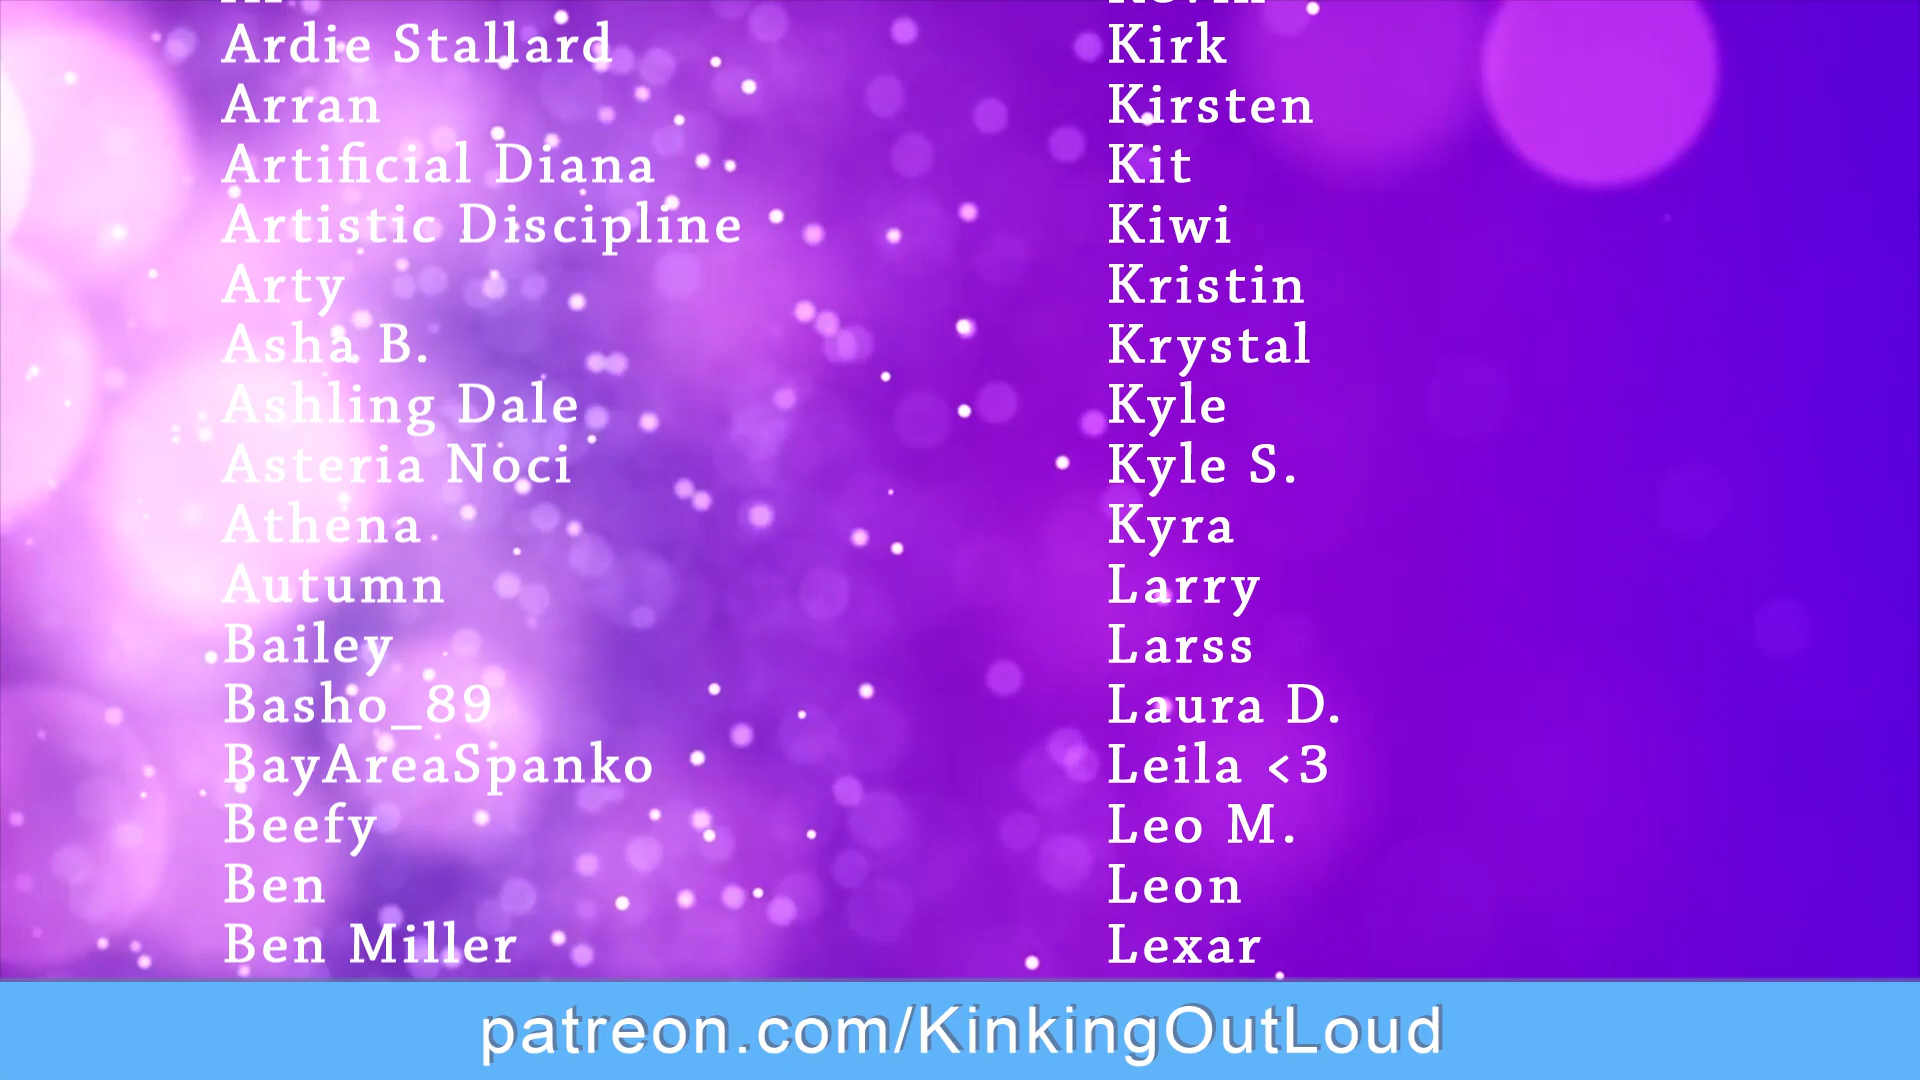 Ardie Stallard
Arran
Artificial Diana
Artistic Discipline
Arty
Asha B.
Ashling Dale
Asteria Noci
Athena
Autumn
Bailey
Basho_89
BayAreaSpanko
Beefy
Ben
Ben Miller
Kevin
Kirk
Kirsten
Kit
Kiwi
Kristin
Krystal
Kyle
Kyle S.
Kyra
Larry
Larss
Laura D.
Leila <3
Leo M.
Leon
Lexar
patreon.com/KinkingOutLoud